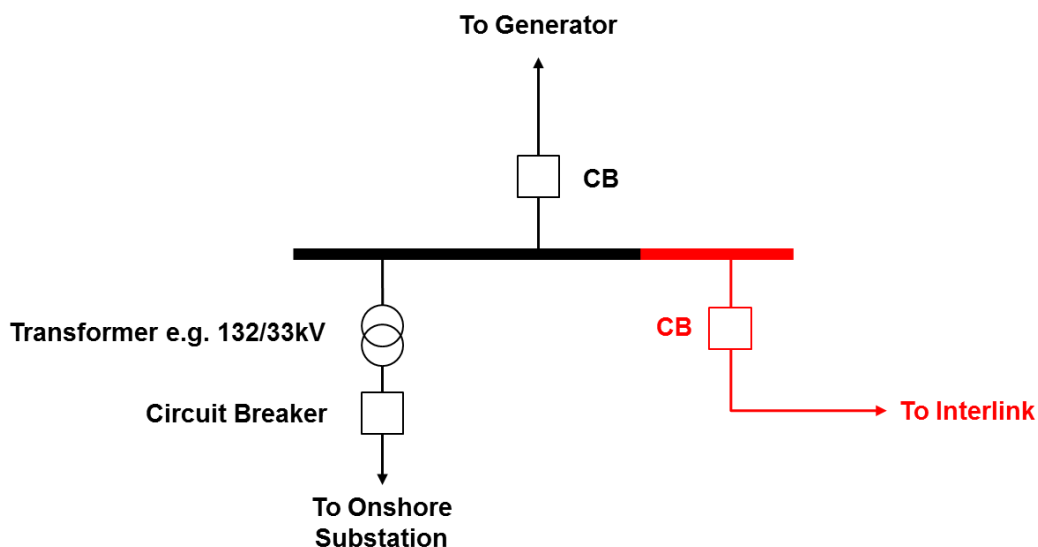 To Generator
CB
Transformer e.g. 132/33kV
CB
Circuit Breaker
To Interlink
To Onshore
Substation